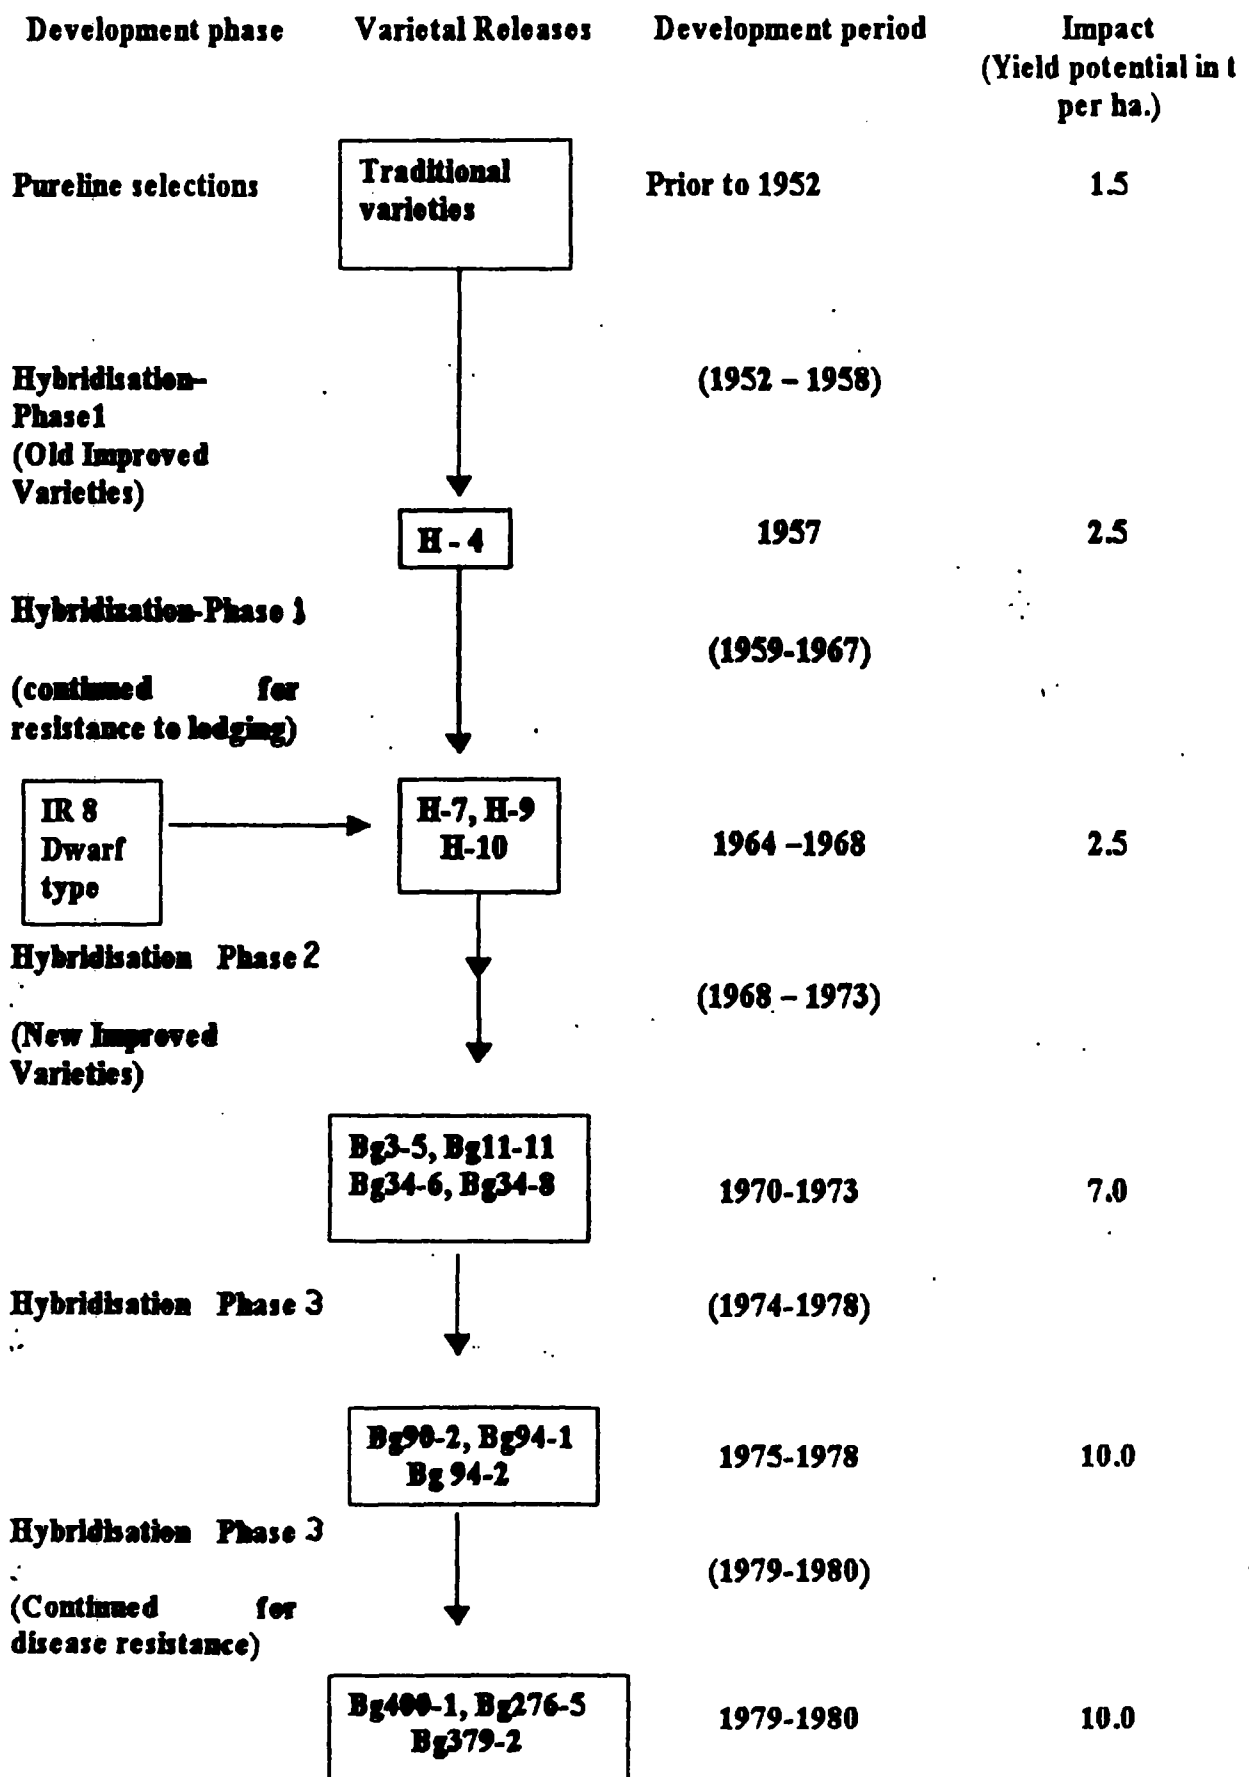 Development phase Varietal Releases Development period Impact
(Yield potential in t
per ha.)
Pureline selections Traditional varieties Prior to 1952 1.5
Hybridisation-
Phase1
(Old Improved
Varieties)
(1952 – 1958)
H - 4 1957 2.5
Hybridisation-Phase 1
(1959-1967)
(continued for
resistance to lodging)
IR 8
Dwarf
type
H-7, H-9
H-10
1964 –1968 2.5
Hybridisation Phase 2
(1968 – 1973)
(New Improved
Varieties)
Bg3-5, Bg11-11
Bg34-6, Bg34-8
1970-1973 7.0
Hybridisation Phase 3 (1974-1978)
Bg90-2, Bg94-1
Bg 94-2
1975-1978 10.0
Hybridisation Phase 3
(1979-1980)
(Continued for
disease resistance)
Bg400-1, Bg276-5
Bg379-2
1979-1980 10.0